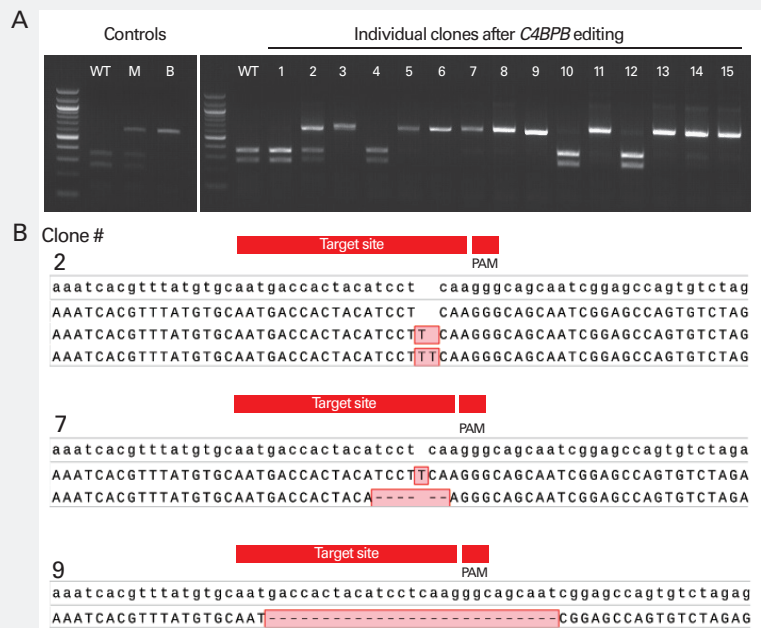 A
Controls
Individual clones after C4BPB editing
WT M B WT 1 2 3 4 5 6 7 8 9 10 11 12 13 14 15
B Clone #
Target site
PAM
2
aaatcacgtttatgtgcaatgaccactacatcct caagggcagcaatcggagccagtgtctag
AAATCACGTTTATGTGCAATGACCACTACATCCT CAAGGGCAGCAATCGGAGCCAGTGTCTAG
AAATCACGTTTATGTGCAATGACCACTACATCCTT CAAGGGCAGCAATCGGAGCCAGTGTCTAG
AAATCACGTTTATGTGCAATGACCACTACATCCTTTCAAGGGCAGCAATCGGAGCCAGTGTCTAG
Target site
PAM
7
aaatcacgtttatgtgcaatgaccactacatcct caagggcagcaatcggagccagtgtctaga
AAATCACGTTTATGTGCAATGACCACTACATCCTTCAAGGGCAGCAATCGGAGCCAGTGTCTAGA
AAATCACGTTTATGTGCAATGACCACTACA---- --AGGGCAGCAATCGGAGCCAGTGTCTAGA
Target site
PAM
9
aaatcacgtttatgtgcaatgaccactacatcctcaagggcagcaatcggagccagtgtctagag
AAATCACGTTTATGTGCAAT---------------------------CGGAGCCAGTGTCTAGAG